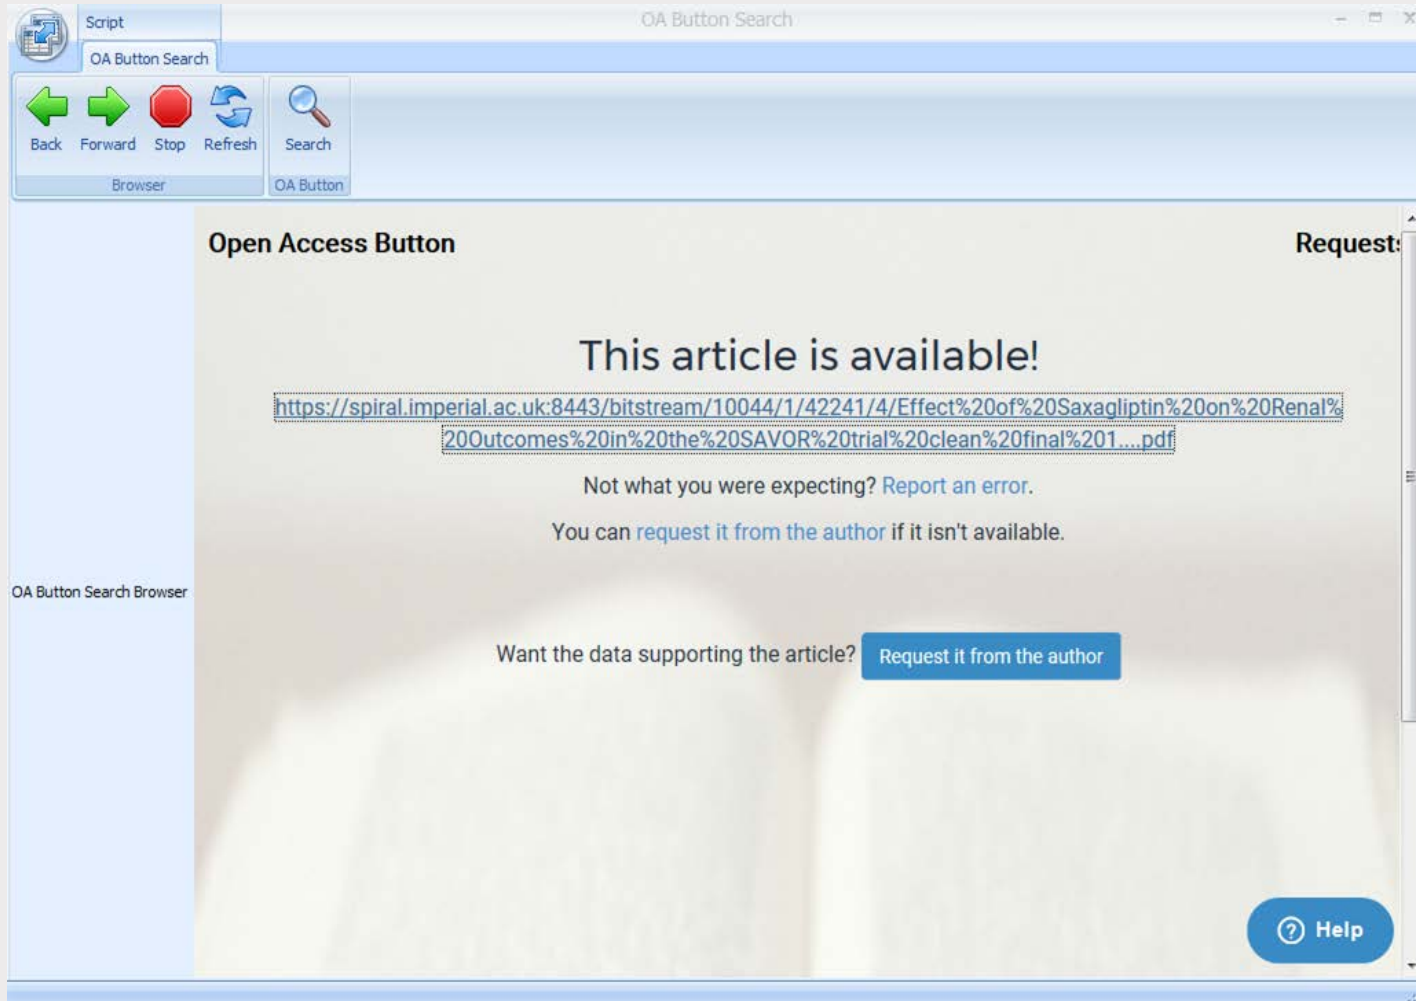 Script
OA Button Search
OA Button Search
Back Forward Stop Refresh Search
Browser OA Button
Open Access Button Requests
This article is available!
https://spiral.imperial.ac.uk:8443/bitstream/10044/1/42241/4/Effect%20of%20Saxagliptin%20on%20Renal%
20Outcomes%20in%20the%20SAVOR%20trial%20clean%20final%201....pdf
Not what you were expecting? Report an error.
You can request it from the author if it isn't available.
OA Button Search Browser
Want the data supporting the article? Request it from the author
Help